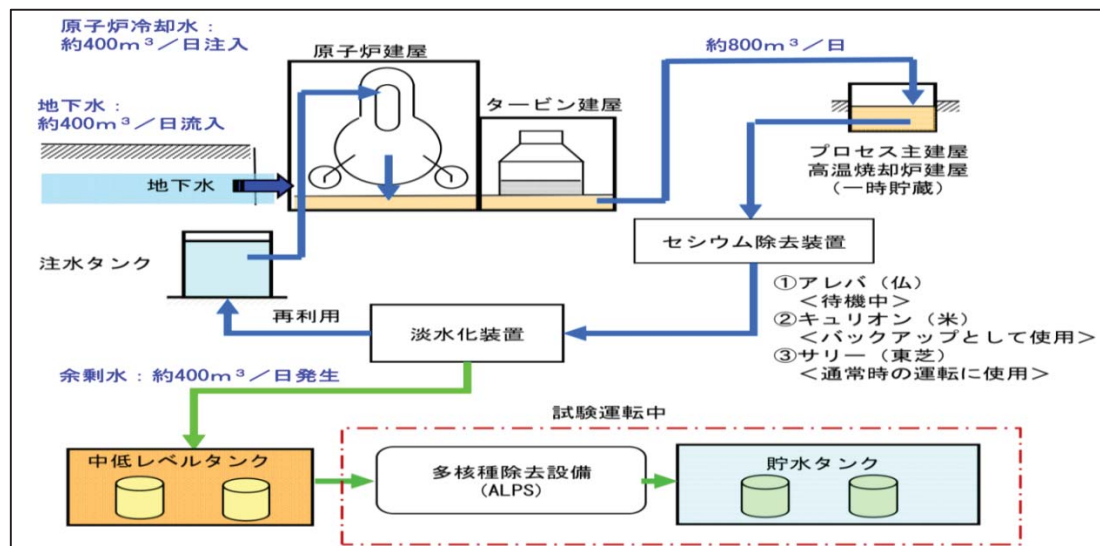 原子炉冷却水：
約400m³／日注入
原子炉建屋
約800m³／日
地下水：
約400m³／日流入
タービン建屋
地下水
プロセス主建屋
高温焼却炉建屋
（一時貯蔵）
注水タンク
セシウム除去装置
再利用
淡水化装置
①アレバ（仏）
＜待機中＞
②キュリオン（米）
＜バックアップとして使用＞
③サリー（東芝）
＜通常時の運転に使用＞
余剰水：約400m³／日発生
試験運転中
中低レベルタンク
多核種除去設備
(ALPS)
貯水タンク